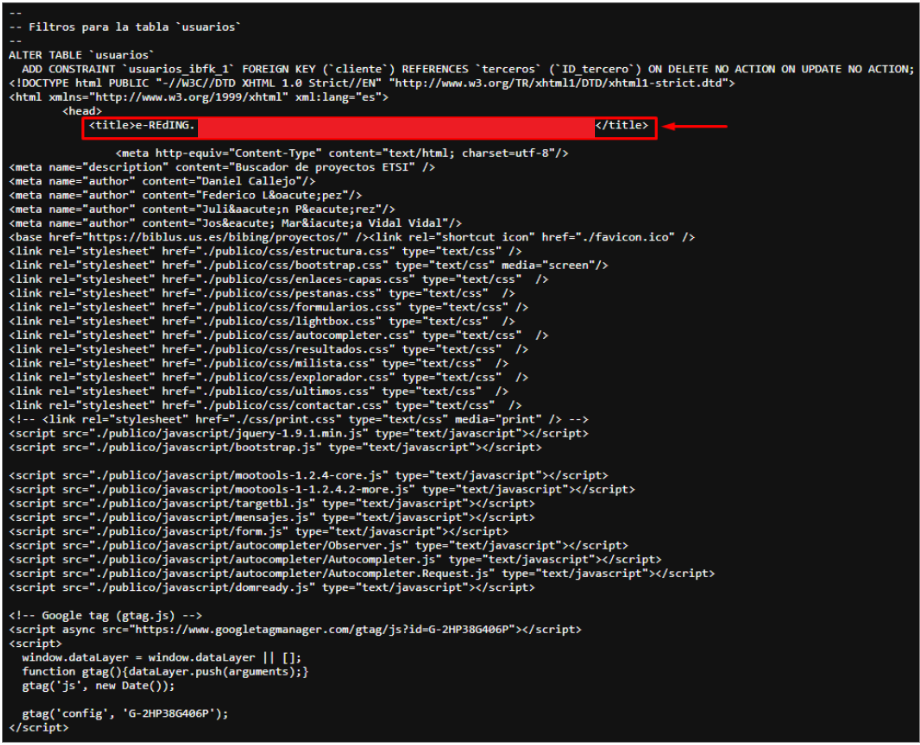 --
-- Filtros para la tabla `usuarios`
--
ALTER TABLE `usuarios`
  ADD CONSTRAINT `usuarios_ibfk_1` FOREIGN KEY (`cliente`) REFERENCES `terceros` (`ID_tercero`) ON DELETE NO ACTION ON UPDATE NO ACTION;
<!DOCTYPE html PUBLIC "-//W3C//DTD XHTML 1.0 Strict//EN" "http://www.w3.org/TR/xhtml1/DTD/xhtml1-strict.dtd">
<html xmlns="http://www.w3.org/1999/xhtml" xml:lang="es">
        <head>
            <title>e-REdING. </title>
                <meta http-equiv="Content-Type" content="text/html; charset=utf-8"/>
<meta name="description" content="Buscador de proyectos ETSI" />
<meta name="author" content="Daniel Callejo"/>
<meta name="author" content="Federico L&oacute;pez"/>
<meta name="author" content="Juli&aacute;n P&eacute;rez"/>
<meta name="author" content="Jos&eacute; Mar&iacute;a Vidal Vidal"/>
<base href="https://biblus.us.es/bibing/proyectos/" /><link rel="shortcut icon" href="./favicon.ico" />
<link rel="stylesheet" href="./publico/css/estructura.css" type="text/css" />
<link rel="stylesheet" href="./publico/css/bootstrap.css" type="text/css" media="screen"/>
<link rel="stylesheet" href="./publico/css/enlaces-capas.css" type="text/css"  />
<link rel="stylesheet" href="./publico/css/pestanas.css" type="text/css"  />
<link rel="stylesheet" href="./publico/css/formularios.css" type="text/css" />
<link rel="stylesheet" href="./publico/css/lightbox.css" type="text/css"  />
<link rel="stylesheet" href="./publico/css/autocompleter.css" type="text/css"  />
<link rel="stylesheet" href="./publico/css/resultados.css" type="text/css"  />
<link rel="stylesheet" href="./publico/css/milista.css" type="text/css"  />
<link rel="stylesheet" href="./publico/css/explorador.css" type="text/css"  />
<link rel="stylesheet" href="./publico/css/ultimos.css" type="text/css"  />
<link rel="stylesheet" href="./publico/css/contactar.css" type="text/css"  />
<!-- <link rel="stylesheet" href="./css/print.css" type="text/css" media="print" /> -->
<script src="./publico/javascript/jquery-1.9.1.min.js" type="text/javascript"></script>
<script src="./publico/javascript/bootstrap.js" type="text/javascript"></script>
<script src="./publico/javascript/mootools-1.2.4-core.js" type="text/javascript"></script>
<script src="./publico/javascript/mootools-1-1.2.4.2-more.js" type="text/javascript"></script>
<script src="./publico/javascript/targetbl.js" type="text/javascript"></script>
<script src="./publico/javascript/mensajes.js" type="text/javascript"></script>
<script src="./publico/javascript/form.js" type="text/javascript"></script>
<script src="./publico/javascript/autocompleter/Observer.js" type="text/javascript"></script>
<script src="./publico/javascript/autocompleter/Autocompleter.js" type="text/javascript"></script>
<script src="./publico/javascript/autocompleter/Autocompleter.Request.js" type="text/javascript"></script>
<script src="./publico/javascript/domready.js" type="text/javascript"></script>
<!-- Google tag (gtag.js) -->
<script async src="https://www.googletagmanager.com/gtag/js?id=G-2HP38G406P"></script>
<script>
  window.dataLayer = window.dataLayer || [];
  function gtag(){dataLayer.push(arguments);}
  gtag('js', new Date());
  gtag('config', 'G-2HP38G406P');
</script>